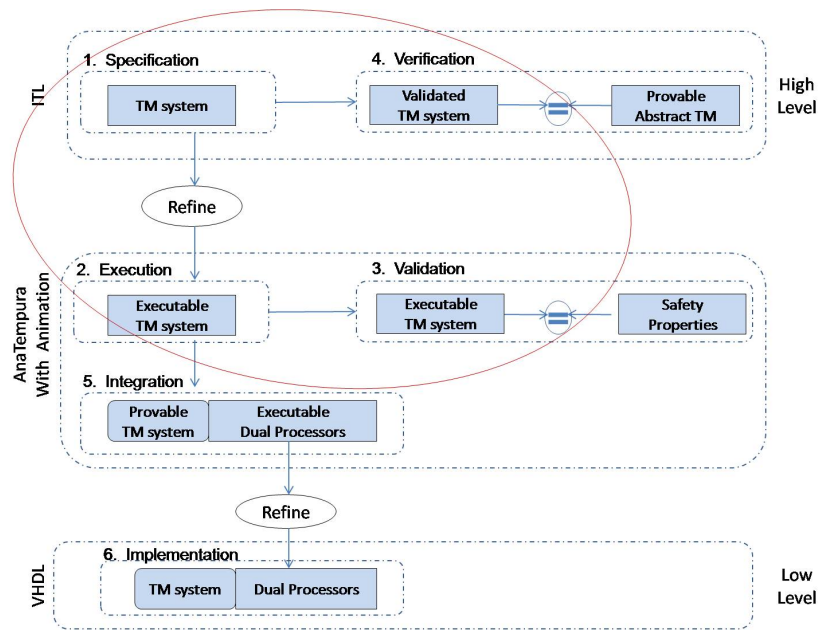 1. Specification
4. Verification
ITL
TM system
Validated
TM system
Provable
Abstract TM
High
Level
Refine
2. Execution
3. Validation
AnaTempura
With Animation
Executable
TM system
Executable
TM system
Safety
Properties
5. Integration
Provable
TM system
Executable
Dual Processors
Refine
6. Implementation
VHDL
TM system
Dual Processors
Low
Level